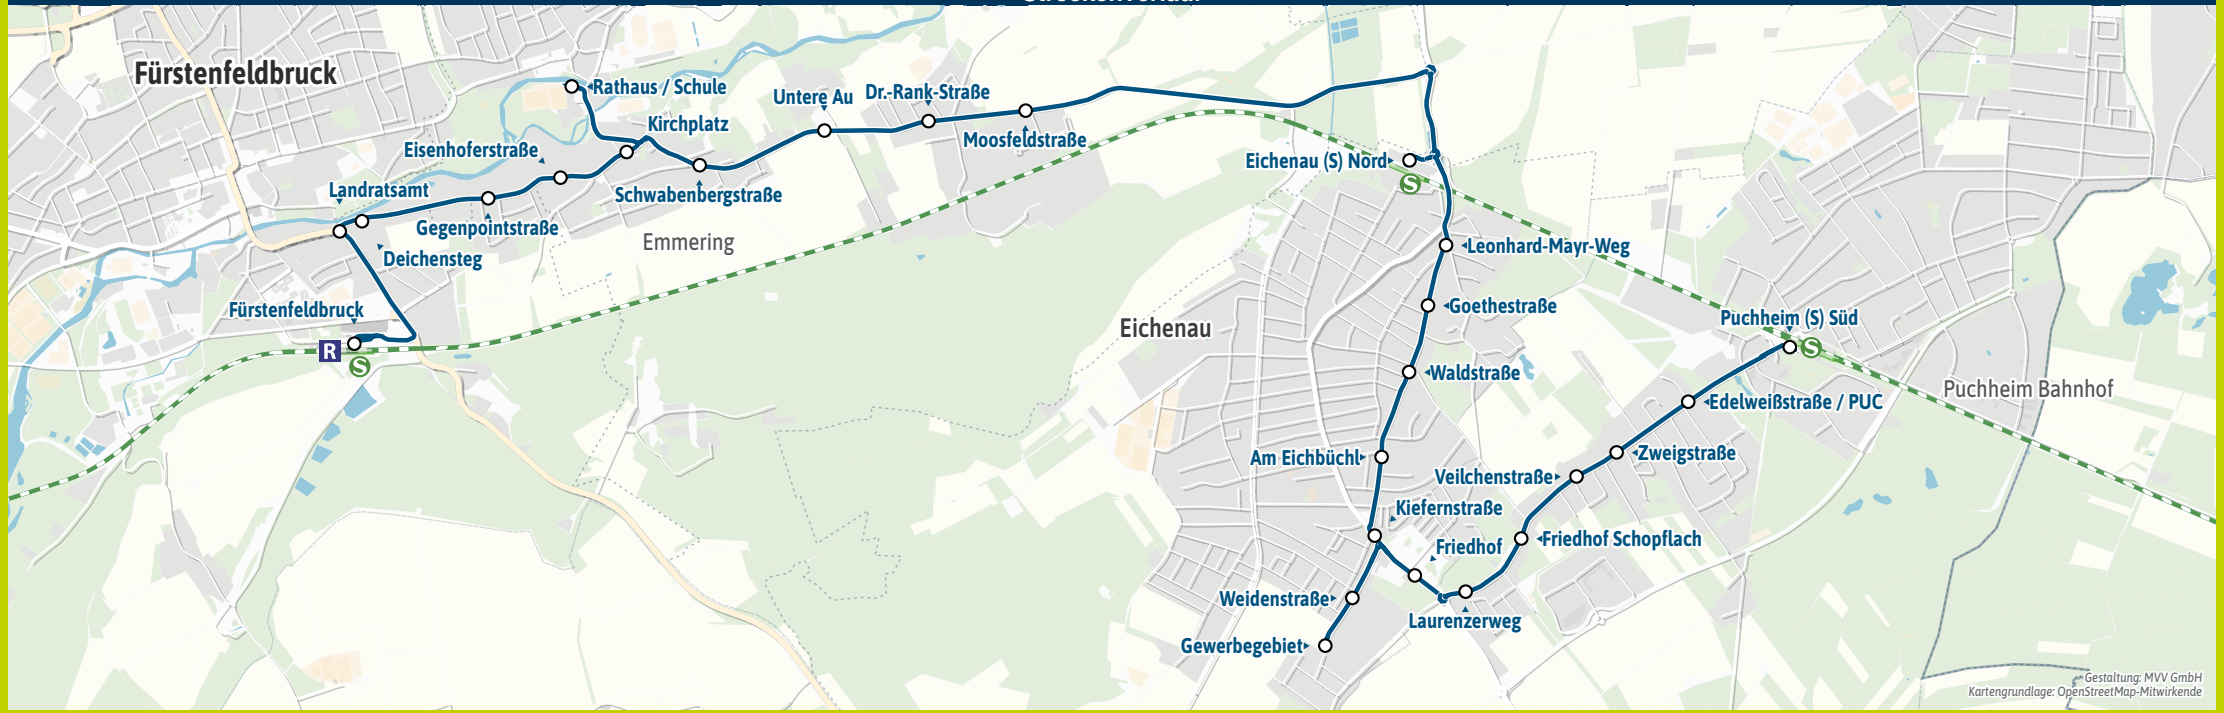 Streckenverlauf
Fürstenfeldbruck
Rathaus / Schule
Kirchplatz
Untere Au
Dr.-Rank-Straße
Moosfeldstraße
Eisenhoferstraße
Landratsamt
Schwabenbergstraße
Gegenpointstraße
Emmering
Deichensteg
Fürstenfeldbruck
R
S
Eichenau (S) Nord
S
Leonhard-Mayr-Weg
Goethestraße
Eichenau
Waldstraße
Puchheim (S) Süd
S
Puchheim Bahnhof
Edelweißstraße / PUC
Zweigstraße
Am Eichbüchl
Veilchenstraße
Kiefernstraße
Friedhof
Friedhof Schopflach
Weidenstraße
Laurenzerweg
Gewerbegebiet
Gestaltung: MVV GmbH
Kartengrundlage: OpenStreetMap-Mitwirkende